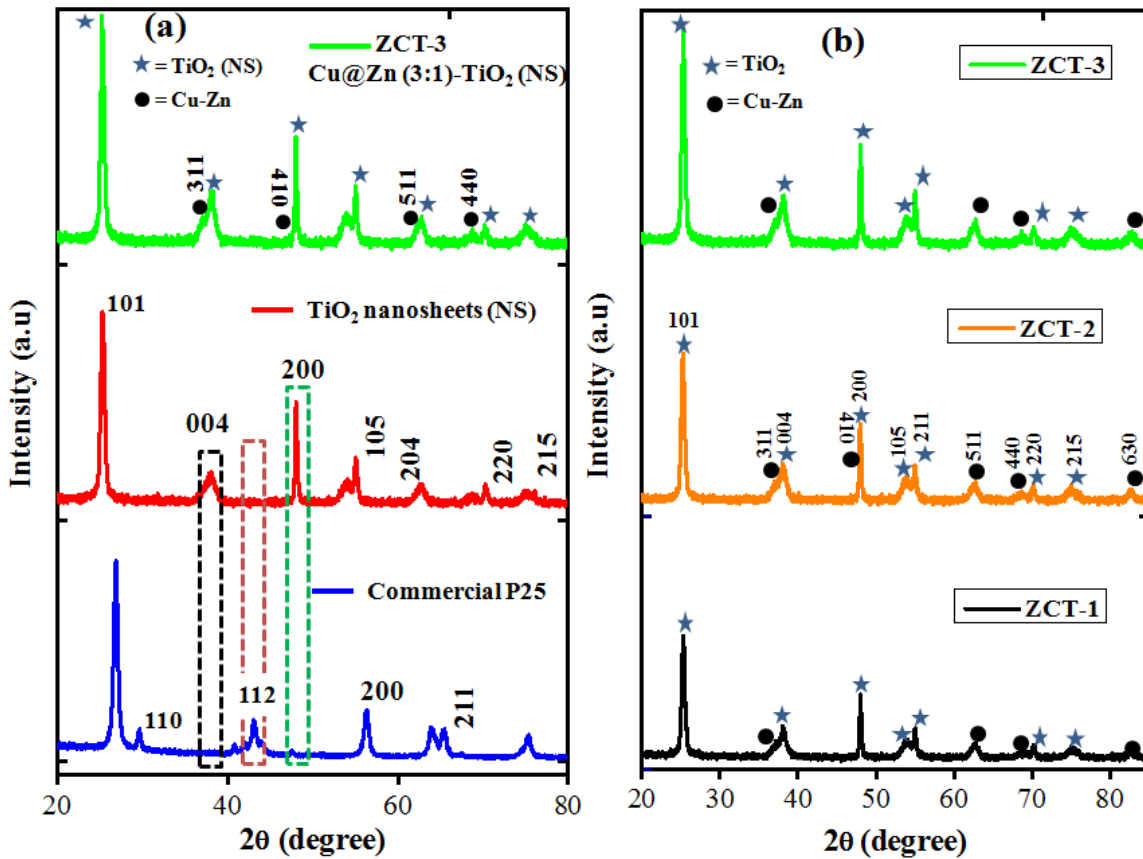 (a)
ZCT-3
= TiO2 (NS)
Cu@Zn (3:1)-TiO2 (NS)
= Cu-Zn
311
410
511
440
TiO2 nanosheets (NS)
101
004
200
105
204
220
215
Commercial P25
110
112
200
211
20 40 60 80
2θ (degree)
Intensity (a.u)
(b)
= TiO2
ZCT-3
= Cu-Zn
ZCT-2
101
311
004
410
200
105
211
511
440
220
215
630
ZCT-1
20 30 40 50 60 70 80
2θ (degree)
Intensity (a.u)